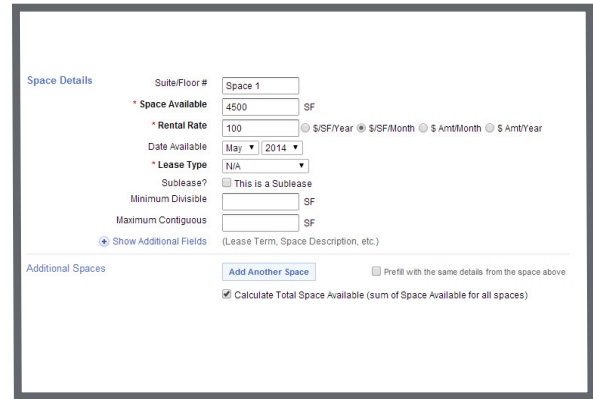 Space Details Suite/Floor # Space 1
* Space Available 4500 SF
* Rental Rate 100 $/SF/Year $/SF/Month $ Amt/Month $ Amt/Year
Date Available May 2014
* Lease Type N/A
Sublease? This is a Sublease
Minimum Divisible SF
Maximum Contiguous SF
Show Additional Fields (Lease Term, Space Description, etc.)
Additional Spaces Add Another Space Prefill with the same details from the space above
Calculate Total Space Available (sum of Space Available for all spaces)